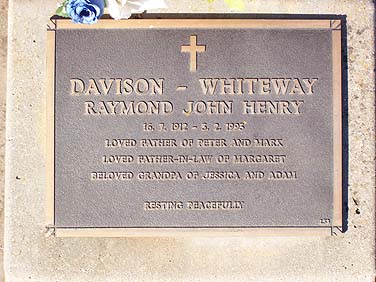 DAVISON - WHITEWAY
RAYMOND JOHN HENRY
16. 7. 1912 - 3. 2. 1993
LOVED FATHER OF PETER AND MARK
LOVED FATHER-IN-LAW OF MARGARET
BELOVED GRANDPA OF JESSICA AND ADAM
RESTING PEACEFULLY